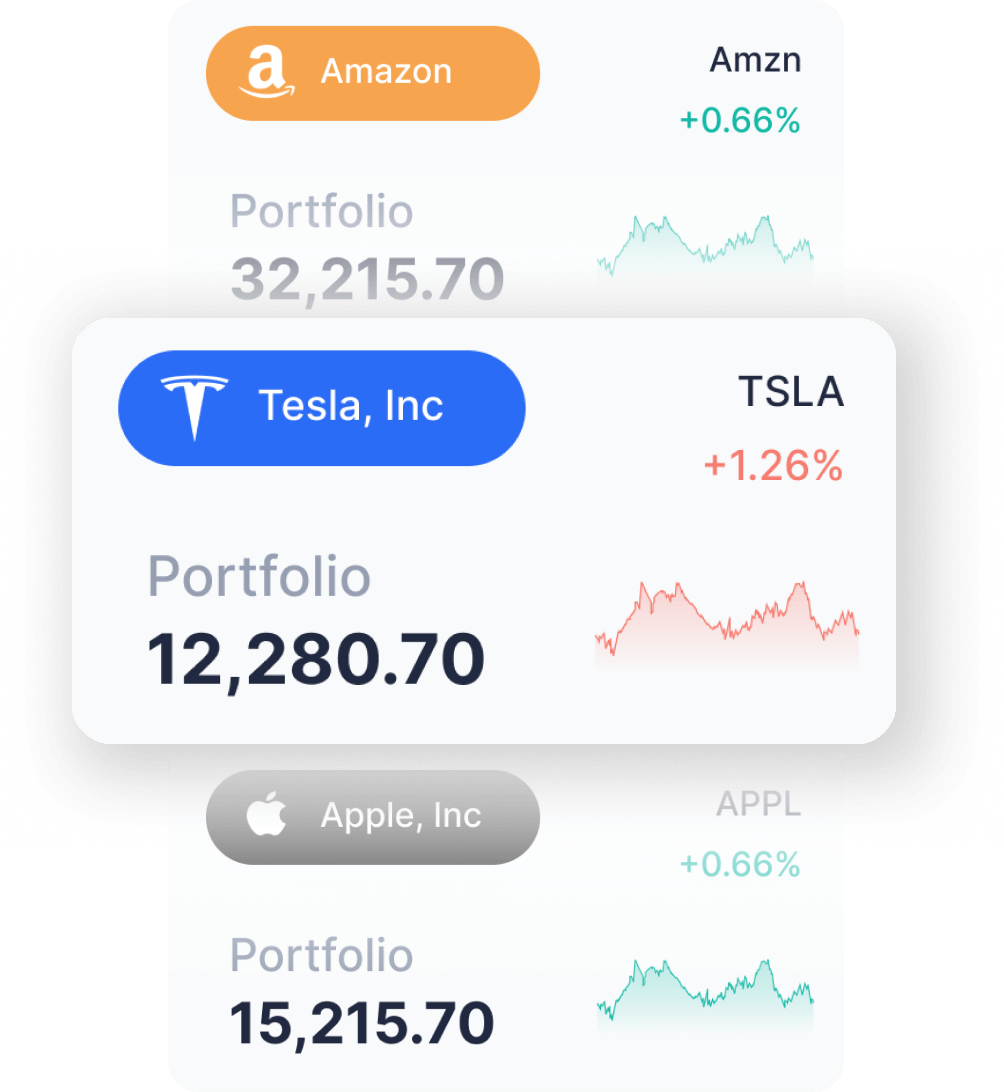 Amazon
Amzn
+0.66%
Portfolio
32,215.70
Tesla, Inc
TSLA
+1.26%
Portfolio
12,280.70
Apple, Inc
APPL
+0.66%
Portfolio
15,215.70